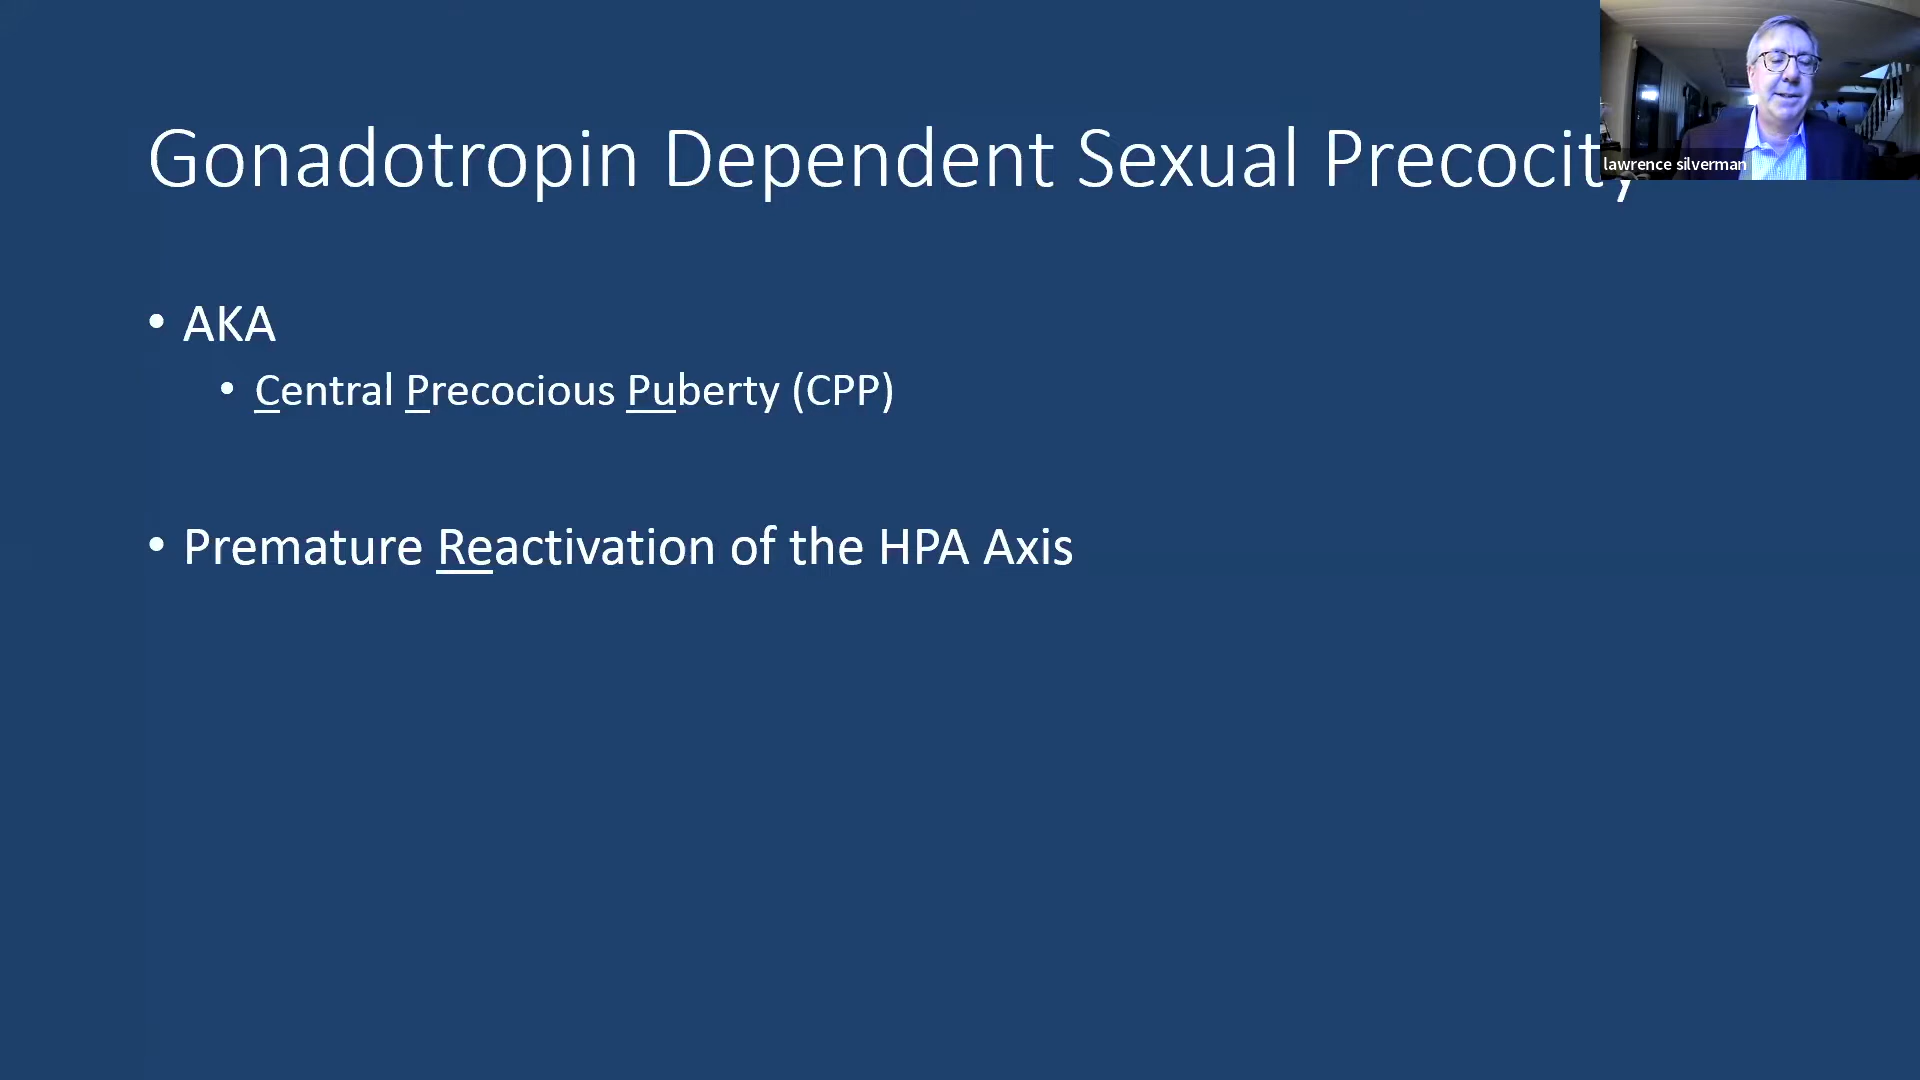 Gonadotropin Dependent Sexual Precocity
lawrence silverman
• AKA
• Central Precocious Puberty (CPP)
• Premature Reactivation of the HPA Axis